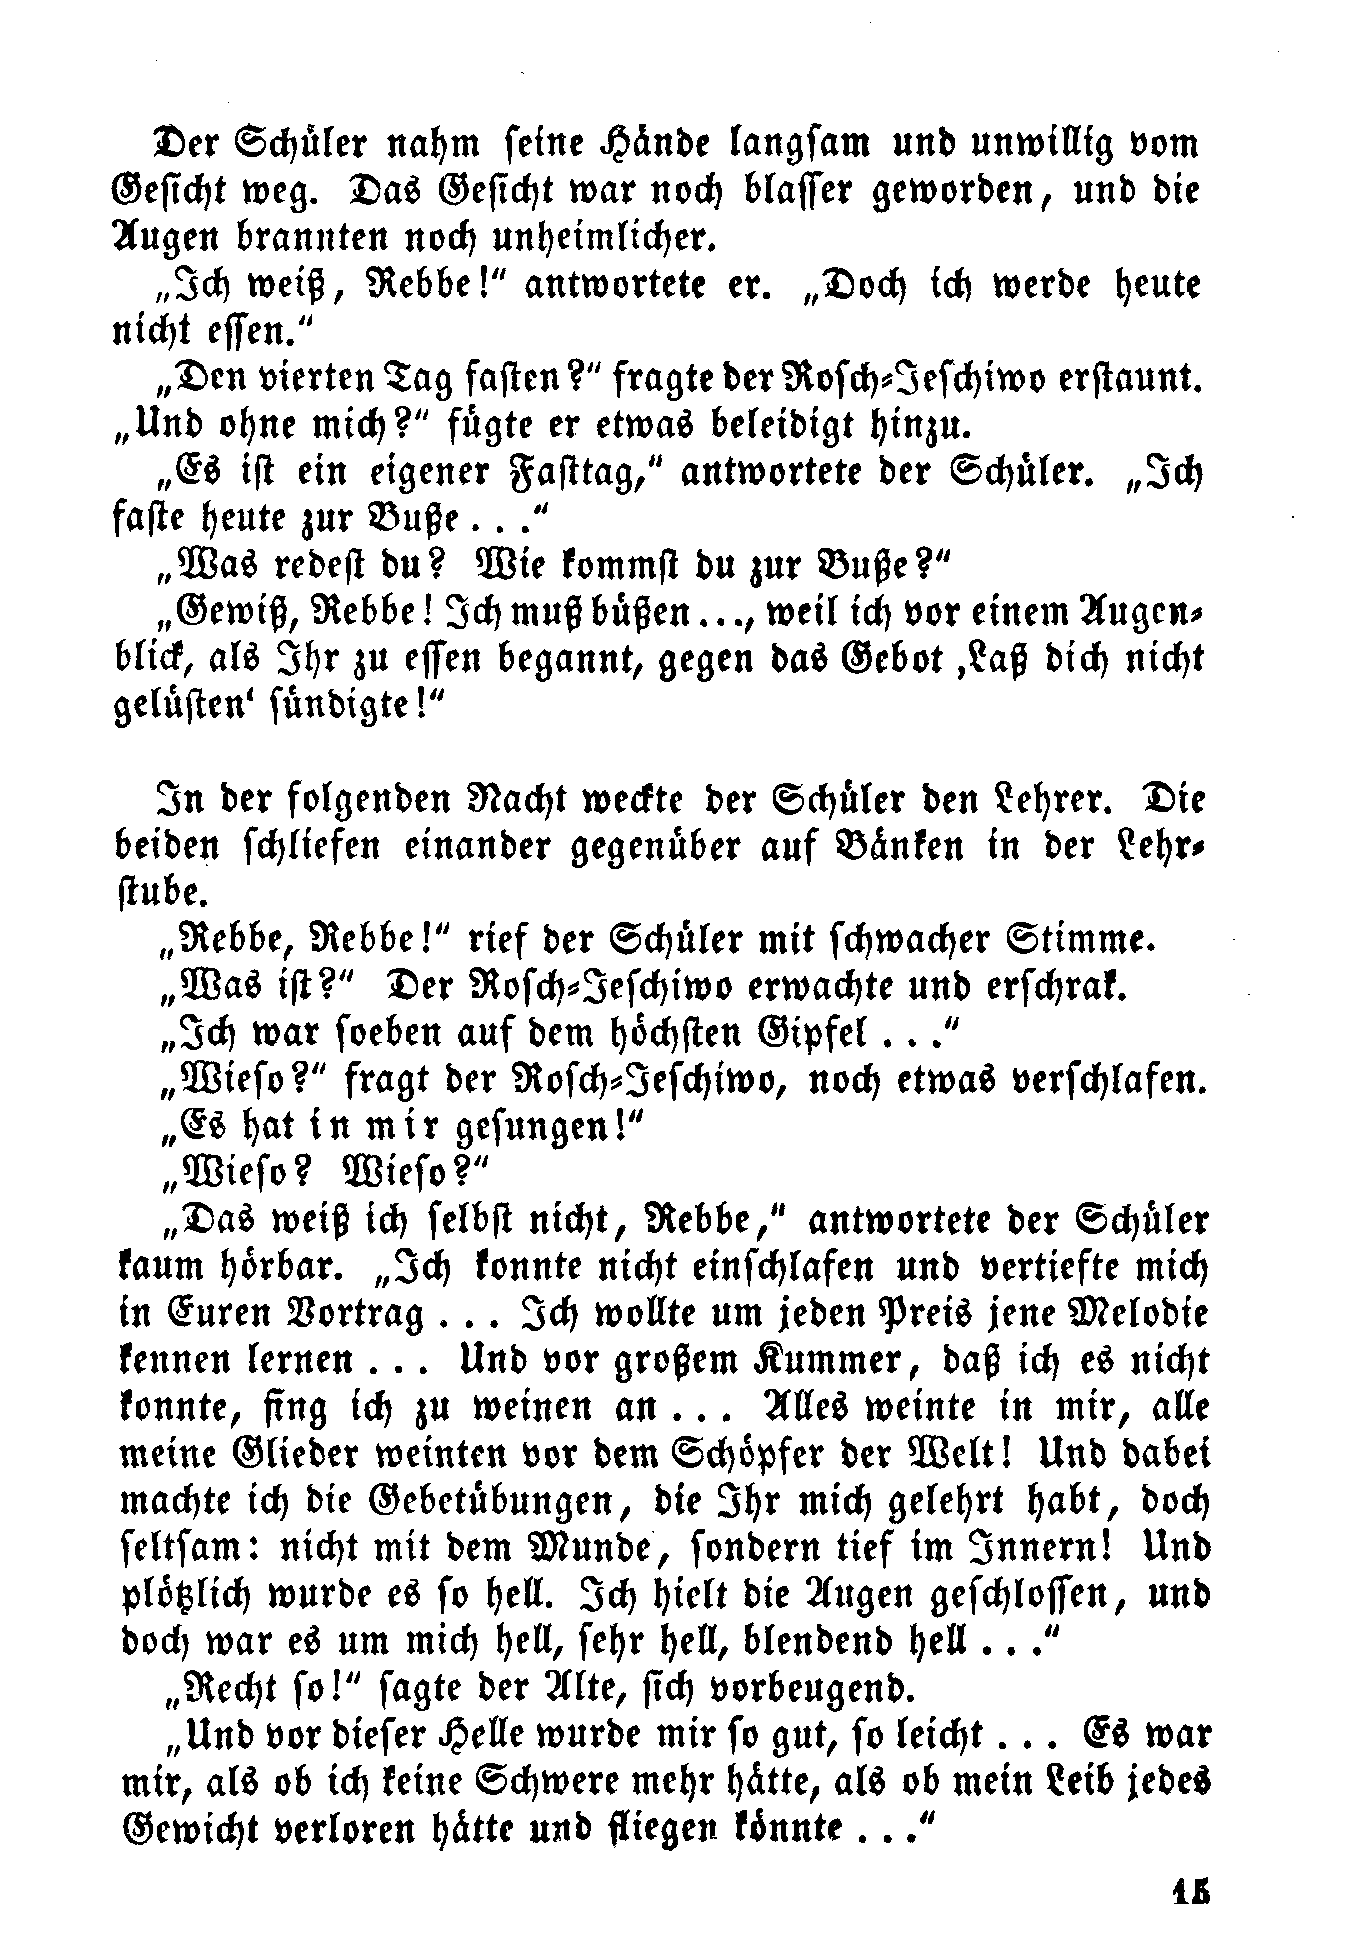 Der Schüler nahm seine Hände langsam und unwillig vom
Gesicht weg. Das Gesicht war noch blasser geworden, und die
Augen brannten noch unheimlicher.
„Ich weiß, Rebbe!“ antwortete er. „Doch ich werde heute
nicht essen.“
„Den vierten Tag fasten?“ fragte der Rosch-Jeschiwo erstaunt.
„Und ohne mich?“ fügte er etwas beleidigt hinzu.
„Es ist ein eigener Fasttag,“ antwortete der Schüler. „Ich
faste heute zur Buße . . .“
„Was redest du? Wie kommst du zur Buße?“
„Gewiß, Rebbe! Ich muß büßen . . ., weil ich vor einem Augen-
blick, als Ihr zu essen begannt, gegen das Gebot ‚Laß dich nicht
gelüsten‘ sündigte!“
In der folgenden Nacht weckte der Schüler den Lehrer. Die
beiden schliefen einander gegenüber auf Bänken in der Lehr-
stube.
„Rebbe, Rebbe!“ rief der Schüler mit schwacher Stimme.
„Was ist?“ Der Rosch-Jeschiwo erwachte und erschrak.
„Ich war soeben auf dem höchsten Gipfel . . .“
„Wieso?“ fragt der Rosch-Jeschiwo, noch etwas verschlafen.
„Es hat in mir gesungen!“
„Wieso? Wieso?“
„Das weiß ich selbst nicht, Rebbe,“ antwortete der Schüler
kaum hörbar. „Ich konnte nicht einschlafen und vertiefte mich
in Euren Vortrag . . . Ich wollte um jeden Preis jene Melodie
kennen lernen . . . Und vor großem Kummer, daß ich es nicht
konnte, fing ich zu weinen an . . . Alles weinte in mir, alle
meine Glieder weinten vor dem Schöpfer der Welt! Und dabei
machte ich die Gebetübungen, die Ihr mich gelehrt habt, doch
seltsam: nicht mit dem Munde, sondern tief im Innern! Und
plötzlich wurde es so hell. Ich hielt die Augen geschlossen, und
doch war es um mich hell, sehr hell, blendend hell . . .“
„Recht so!“ sagte der Alte, sich vorbeugend.
„Und vor dieser Helle wurde mir so gut, so leicht . . . Es war
mir, als ob ich keine Schwere mehr hätte, als ob mein Leib jedes
Gewicht verloren hätte und fliegen könnte . . .“
15